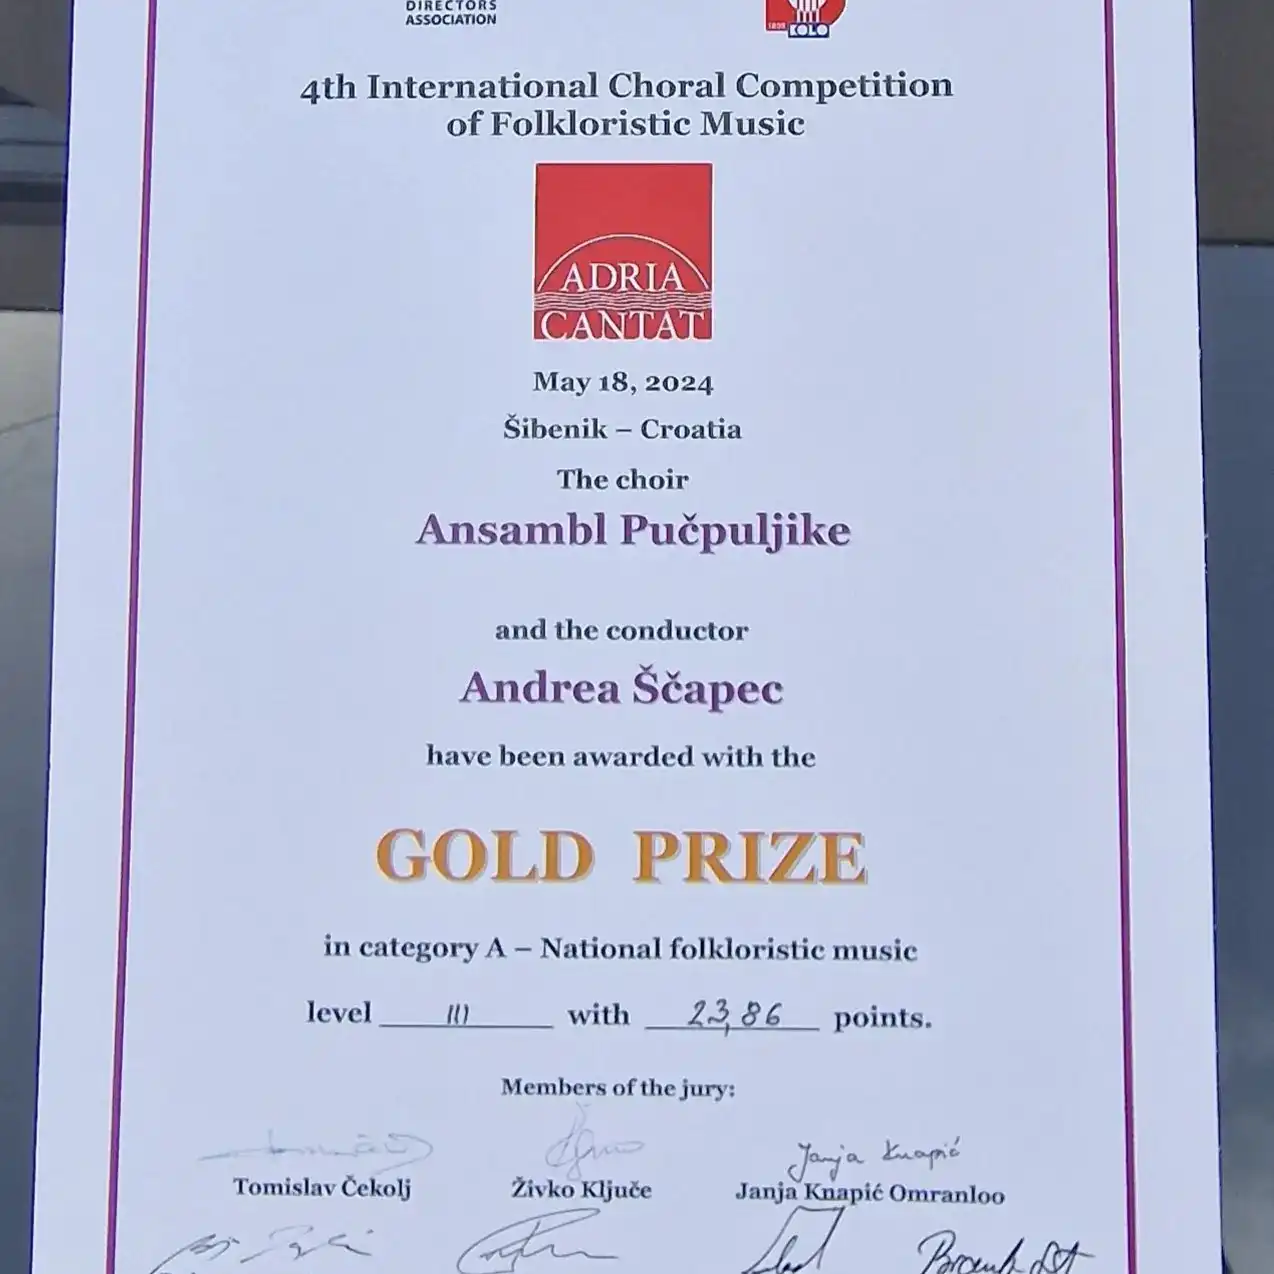 DIRECTORS
ASSOCIATION
KOLO
4th International Choral Competition
of Folkloristic Music
ADRIA
CANTAT
May 18, 2024
Šibenik – Croatia
The choir
Ansambl Pučpuljike
and the conductor
Andrea Ščapec
have been awarded with the
GOLD PRIZE
in category A – National folkloristic music
level III with 23,86 points.
Members of the jury:
Janja Knapić
Tomislav Čekolj Živko Ključe Janja Knapić Omranloo